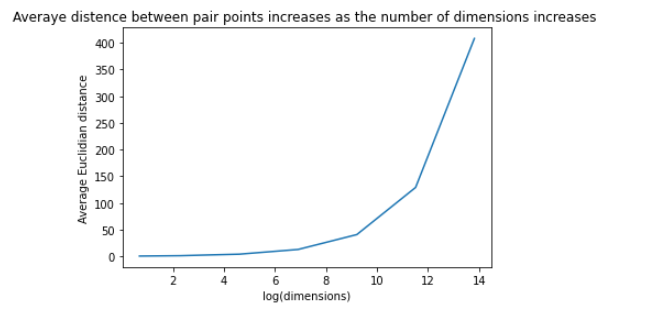 Averaye distence between pair points increases as the number of dimensions increases
400
350
300
250
200
150
100
50
0
Average Euclidian distance
2 4 6 8 10 12 14
log(dimensions)